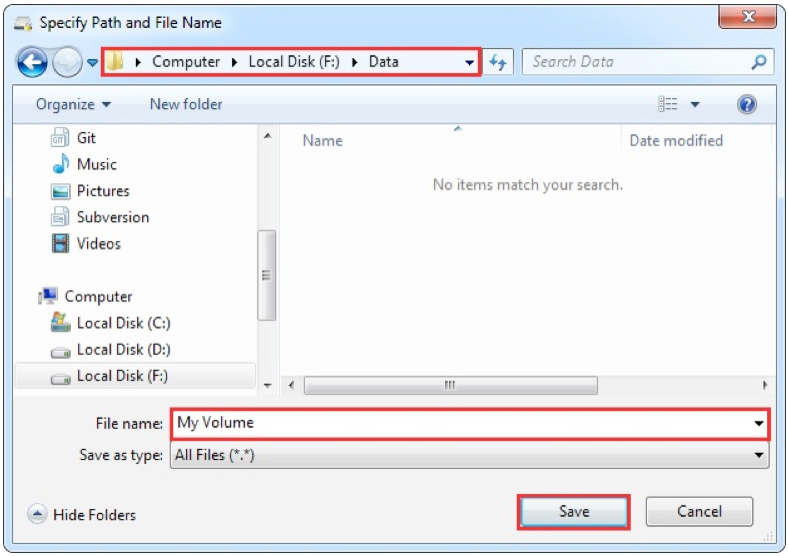 Specify Path and File Name
Computer Local Disk (F:) Data
Search Data
Organize New folder
Name Date modified
No items match your search.
Git
Music
Pictures
Subversion
Videos
Computer
Local Disk (C:)
Local Disk (D:)
Local Disk (F:)
File name: My Volume
Save as type: All Files (*.*)
Hide Folders Save Cancel